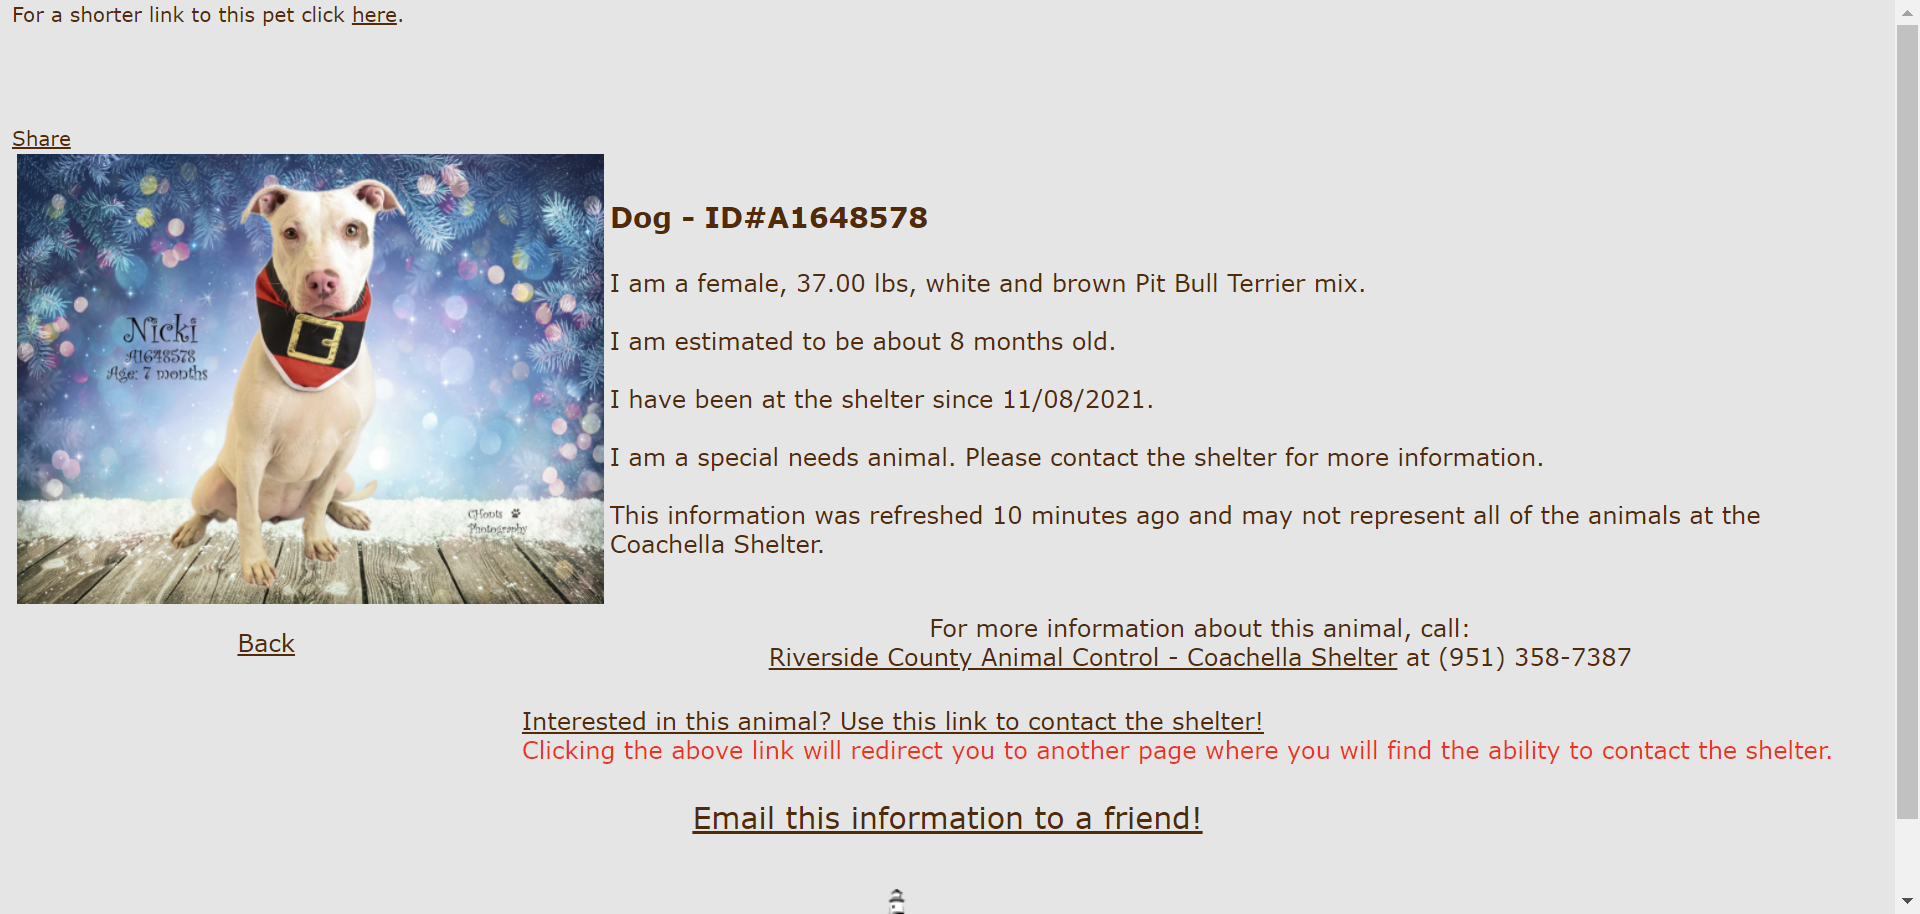 For a shorter link to this pet click here.
Share
Nicki
A1648578
Age: 7 months
CHonts
Photography
Dog - ID#A1648578
I am a female, 37.00 lbs, white and brown Pit Bull Terrier mix.
I am estimated to be about 8 months old.
I have been at the shelter since 11/08/2021.
I am a special needs animal. Please contact the shelter for more information.
This information was refreshed 10 minutes ago and may not represent all of the animals at the
Coachella Shelter.
Back
For more information about this animal, call:
Riverside County Animal Control - Coachella Shelter at (951) 358-7387
Interested in this animal? Use this link to contact the shelter!
Clicking the above link will redirect you to another page where you will find the ability to contact the shelter.
Email this information to a friend!